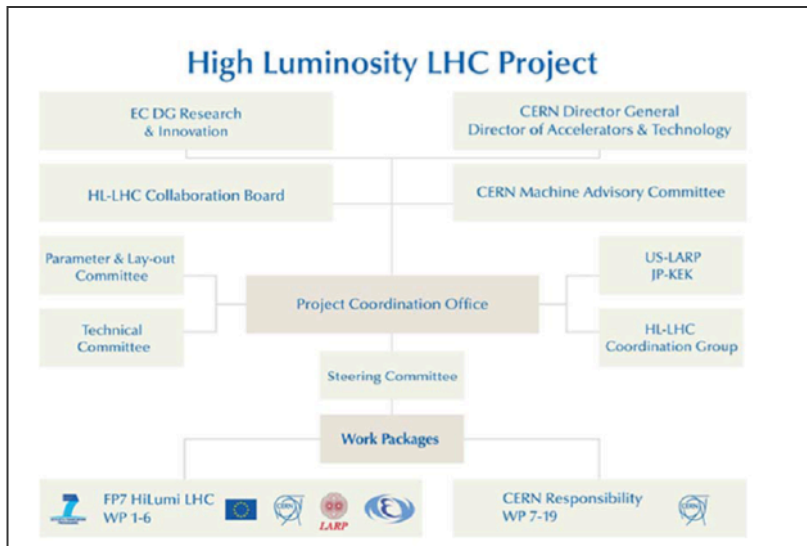 High Luminosity LHC Project
EC DG Research
& Innovation
CERN Director General
Director of Accelerators & Technology
HL-LHC Collaboration Board
CERN Machine Advisory Committee
Parameter & Lay-out
Committee
US-LARP
JP-KEK
Project Coordination Office
Technical
Committee
HL-LHC
Coordination Group
Steering Committee
Work Packages
FP7 HiLumi LHC
WP 1-6
CERN
LARP
CERN Responsibility
WP 7-19
CERN